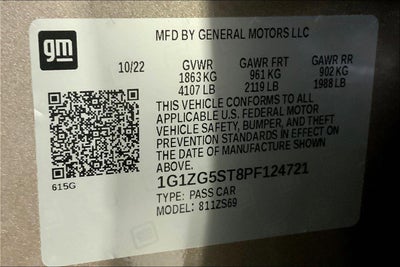 gm
MFD BY GENERAL MOTORS LLC
10/22 GVWR GAWR FRT GAWR RR
1863 KG 961 KG 902 KG
4107 LB 2119 LB 1988 LB
THIS VEHICLE CONFORMS TO ALL
APPLICABLE U.S. FEDERAL MOTOR
VEHICLE SAFETY, BUMPER, AND THEFT
PREVENTION STANDARDS IN EFFECT ON
THE DATE OF MANUFACTURE SHOWN
ABOVE.
615G
1G1ZG5ST8PF124721
TYPE: PASS CAR
MODEL: 811ZS69